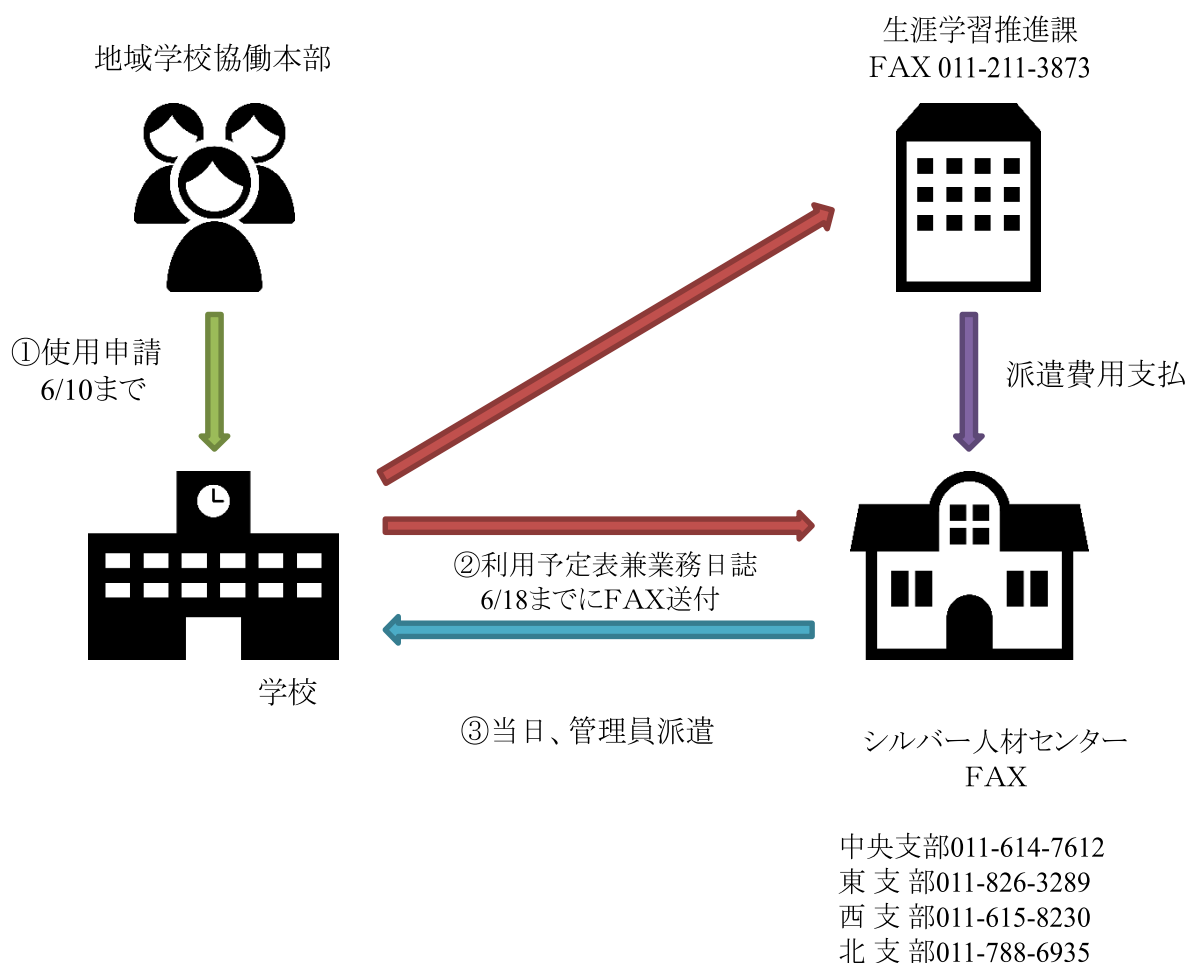 地域学校協働本部
生涯学習推進課
FAX 011-211-3873
①使用申請
6/10まで
派遣費用支払
②利用予定表兼業務日誌
6/18までにFAX送付
学校
③当日、管理員派遣
シルバー人材センター
FAX
中央支部011-614-7612
東 支 部011-826-3289
西 支 部011-615-8230
北 支 部011-788-6935